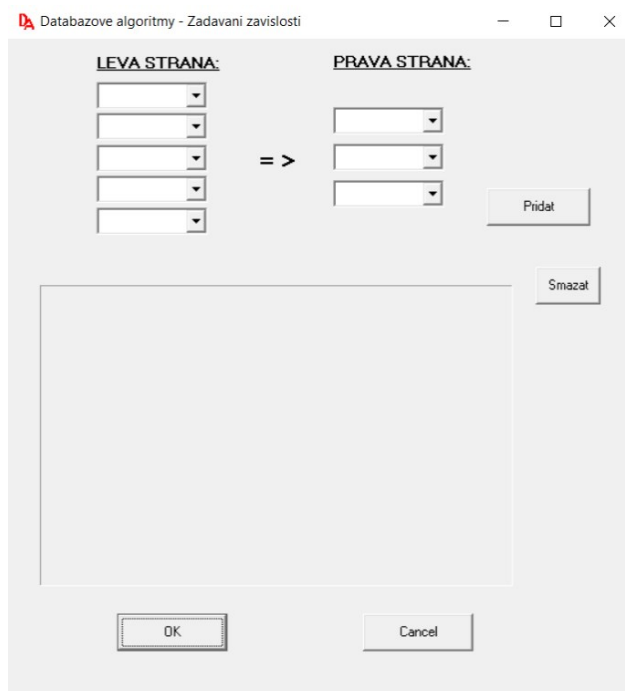 DA Databazove algoritmy - Zadavani zavislosti
LEVA STRANA:
PRAVA STRANA:
= >
Pridat
Smazat
OK
Cancel